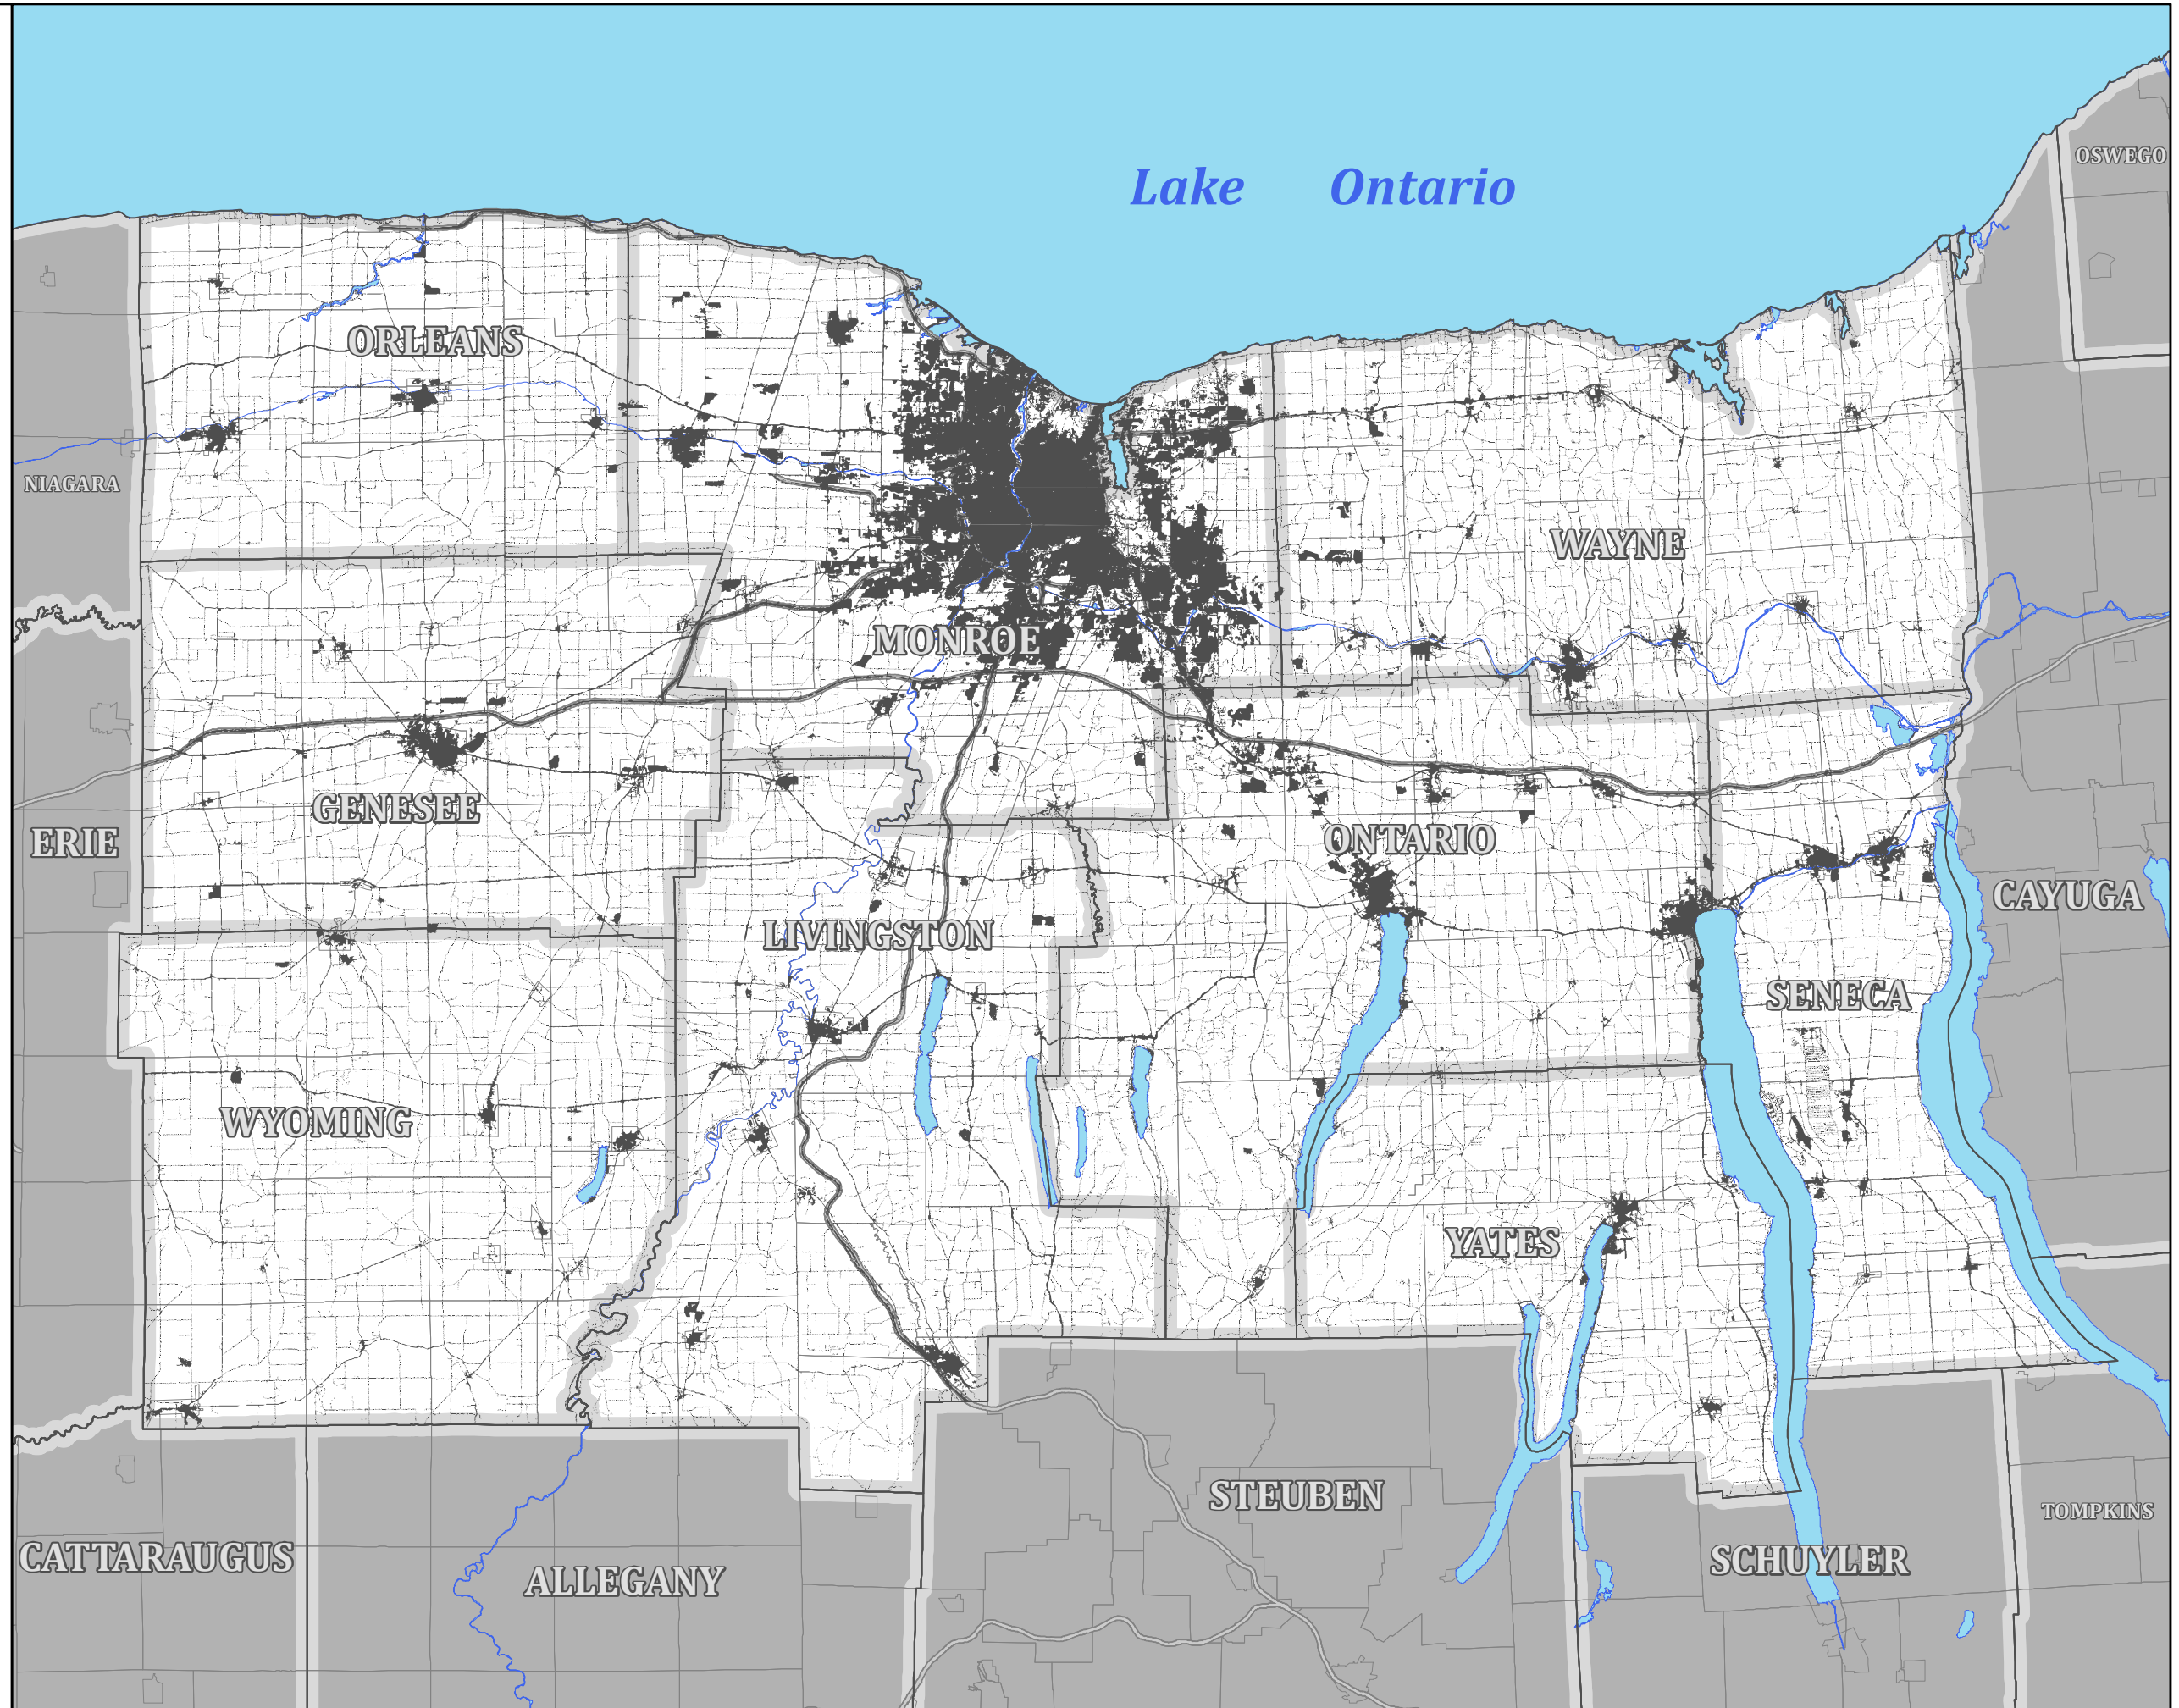 Lake Ontario
OSWEGO
ORLEANS
NIAGARA
WAYNE
MONROE
GENESEE
ERIE
ONTARIO
CAYUGA
LIVINGSTON
SENECA
WYOMING
YATES
STEUBEN
TOMPKINS
CATTARAUGUS
SCHUYLER
ALLEGANY